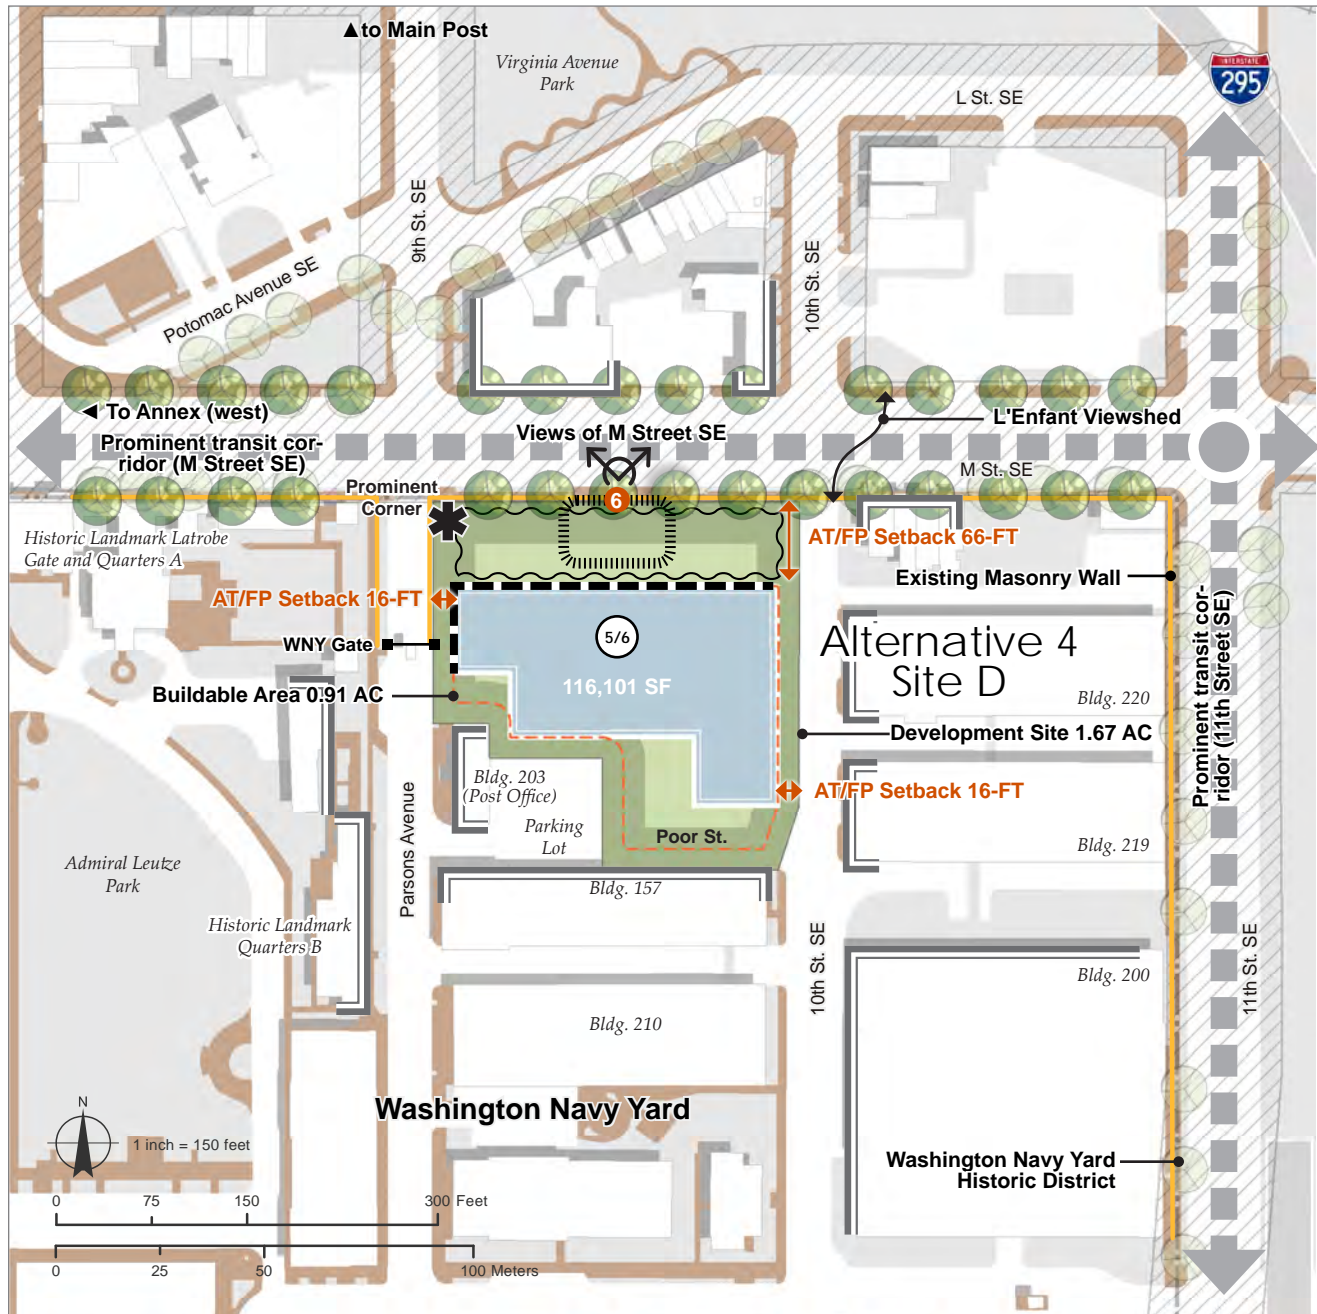 ▲to Main Post
Virginia Avenue
Park
INTERSTATE
295
L St. SE
9th St. SE
10th St. SE
Potomac Avenue SE
◄ To Annex (west)
Prominent transit cor-
ridor (M Street SE)
Views of M Street SE
L'Enfant Viewshed
M St. SE
Prominent
Corner
6
Historic Landmark Latrobe
Gate and Quarters A
AT/FP Setback 66-FT
Existing Masonry Wall
AT/FP Setback 16-FT
WNY Gate
5/6
Alternative 4
Site D
116,101 SF
Buildable Area 0.91 AC
Bldg. 220
Development Site 1.67 AC
Prominent transit cor-
ridor (11th Street SE)
Bldg. 203
(Post Office)
AT/FP Setback 16-FT
Parking
Lot
Poor St.
Bldg. 219
Admiral Leutze
Park
Parsons Avenue
Bldg. 157
Historic Landmark
Quarters B
10th St. SE
11th St. SE
Bldg. 200
Bldg. 210
Washington Navy Yard
N
1 inch = 150 feet
Washington Navy Yard
Historic District
0 75 150 300 Feet
0 25 50 100 Meters